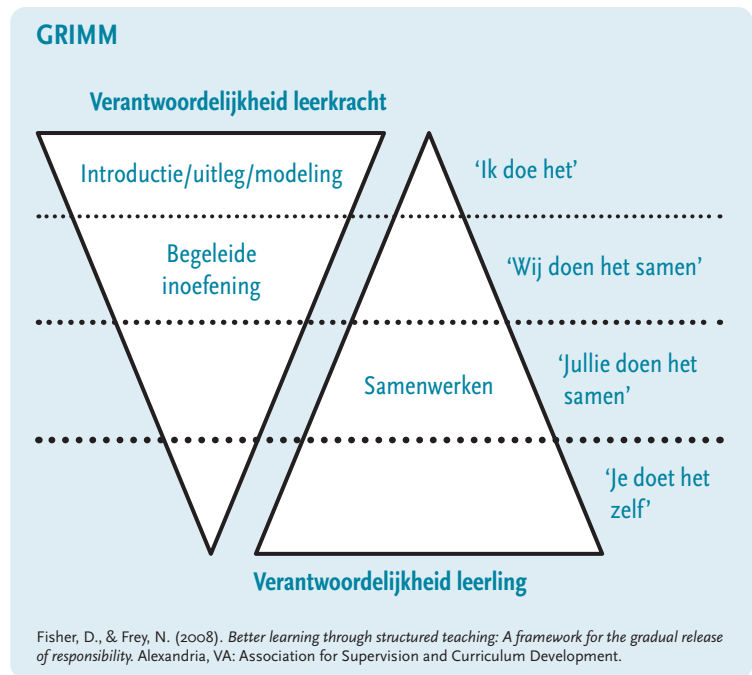 GRIMM
Verantwoordelijkheid leerkracht
Introductie/uitleg/modeling
‘Ik doe het’
Begeleide
inoefening
‘Wij doen het samen’
Samenwerken
‘Jullie doen het
samen’
‘Je doet het
zelf’
Verantwoordelijkheid leerling
Fisher, D., & Frey, N. (2008). Better learning through structured teaching: A framework for the gradual release
of responsibility. Alexandria, VA: Association for Supervision and Curriculum Development.